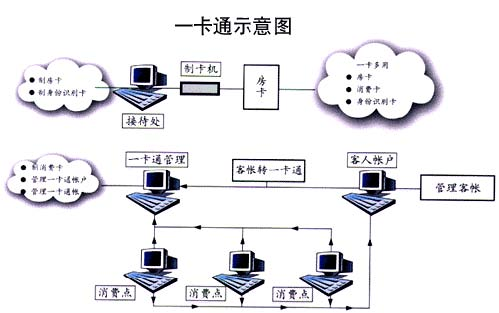 一卡通示意图
制房卡
制身份识别卡
接待处
制卡机
房卡
一卡多用
房卡
消费卡
身份识别卡
制消费卡
管理一卡通帐户
管理一卡通帐
一卡通管理
客帐转一卡通
客人帐户
管理客帐
消费点
消费点
消费点